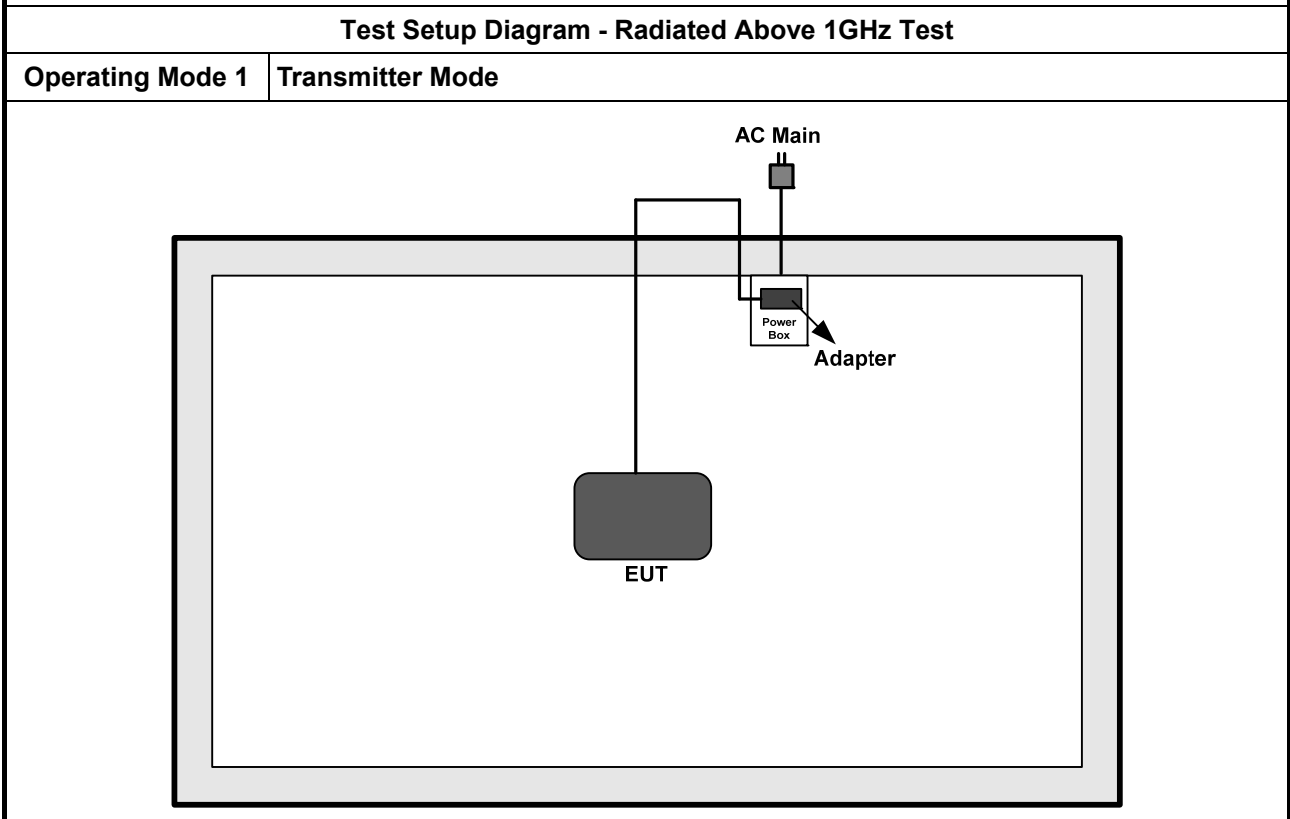 Test Setup Diagram - Radiated Above 1GHz Test
Operating Mode 1 Transmitter Mode
AC Main
Power
Box
Adapter
EUT